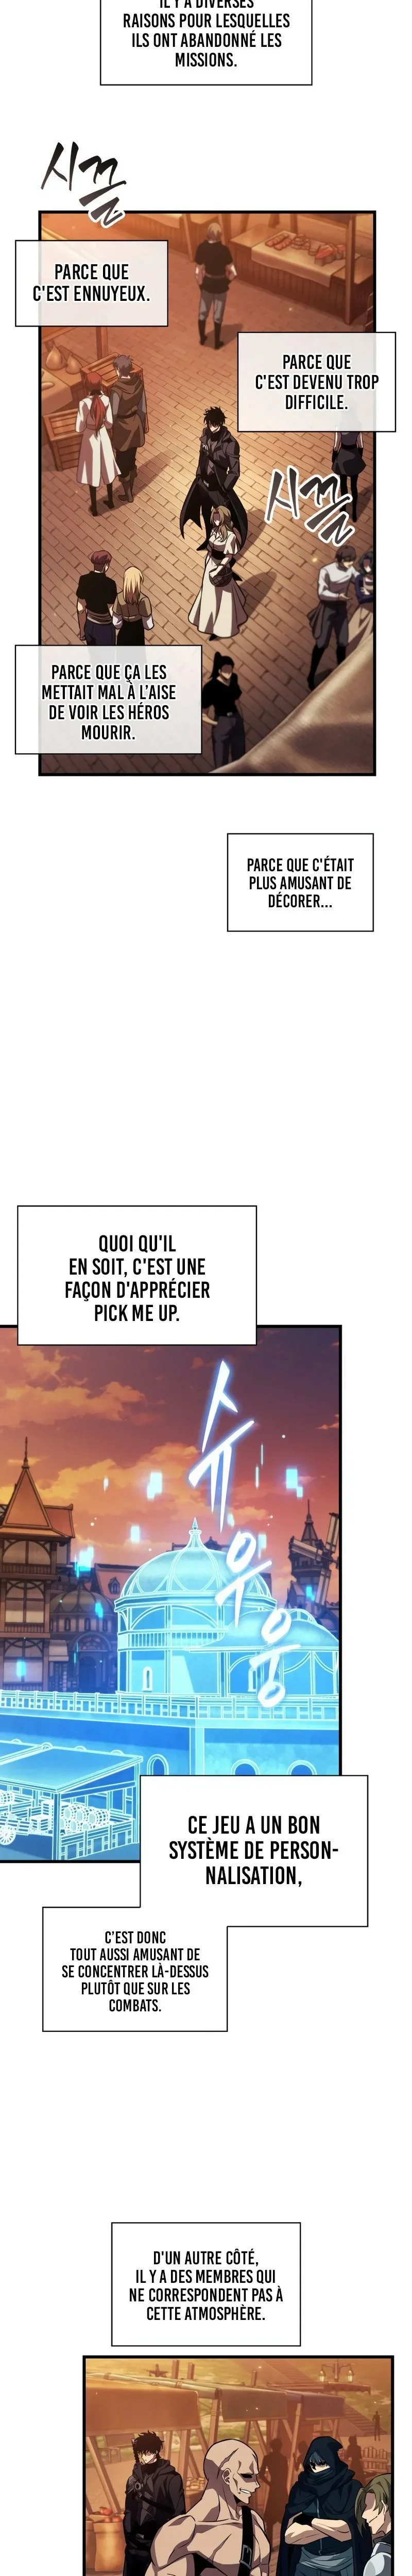 IL Y A DIVERSES
RAISONS POUR LESQUELLES
ILS ONT ABANDONNÉ LES
MISSIONS.
시끌
PARCE QUE
C'EST ENNUYEUX.
PARCE QUE
C'EST DEVENU TROP
DIFFICILE.
시끌
PARCE QUE ÇA LES
METTAIT MAL À L'AISE
DE VOIR LES HÉROS
MOURIR.
PARCE QUE C'ÉTAIT
PLUS AMUSANT DE
DÉCORER...
QUOI QU'IL
EN SOIT, C'EST UNE
FAÇON D'APPRÉCIER
PICK ME UP.
슈우웅
CE JEU A UN BON
SYSTÈME DE PERSON-
NALISATION,
C'EST DONC
TOUT AUSSI AMUSANT DE
SE CONCENTRER LÀ-DESSUS
PLUTÔT QUE SUR LES
COMBATS.
D'UN AUTRE CÔTÉ,
IL Y A DES MEMBRES QUI
NE CORRESPONDENT PAS À
CETTE ATMOSPHÈRE.